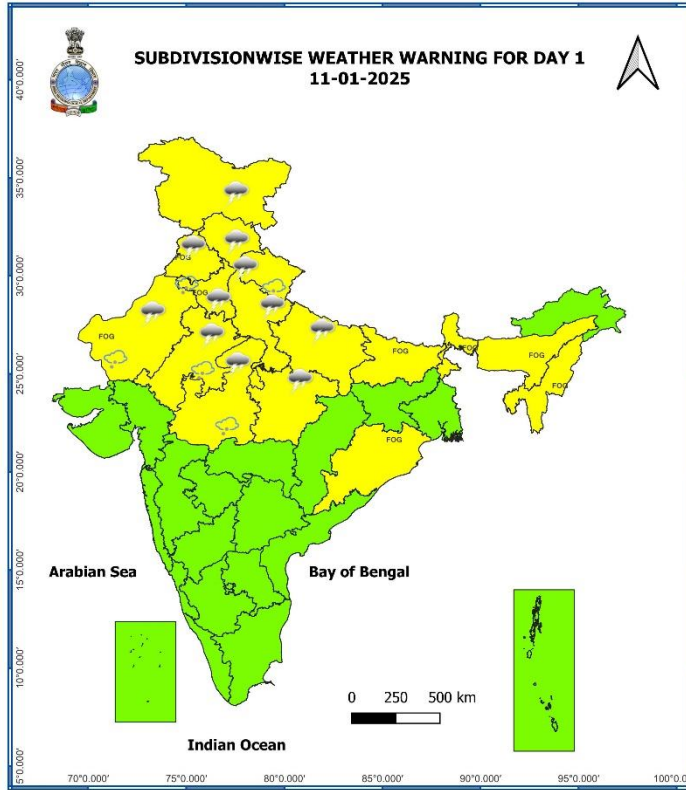 SUBDIVISIONWISE WEATHER WARNING FOR DAY 1
11-01-2025
40°0.000'
35°0.000'
30°0.000'
25°0.000'
20°0.000'
15°0.000'
10°0.000'
5°0.000'
FOG
FOG
FOG
FOG
FOG
FOG
FOG
FOG
Arabian Sea
Bay of Bengal
0 250 500 km
Indian Ocean
70°0.000' 75°0.000' 80°0.000' 85°0.000' 90°0.000' 95°0.000' 100°0.000'